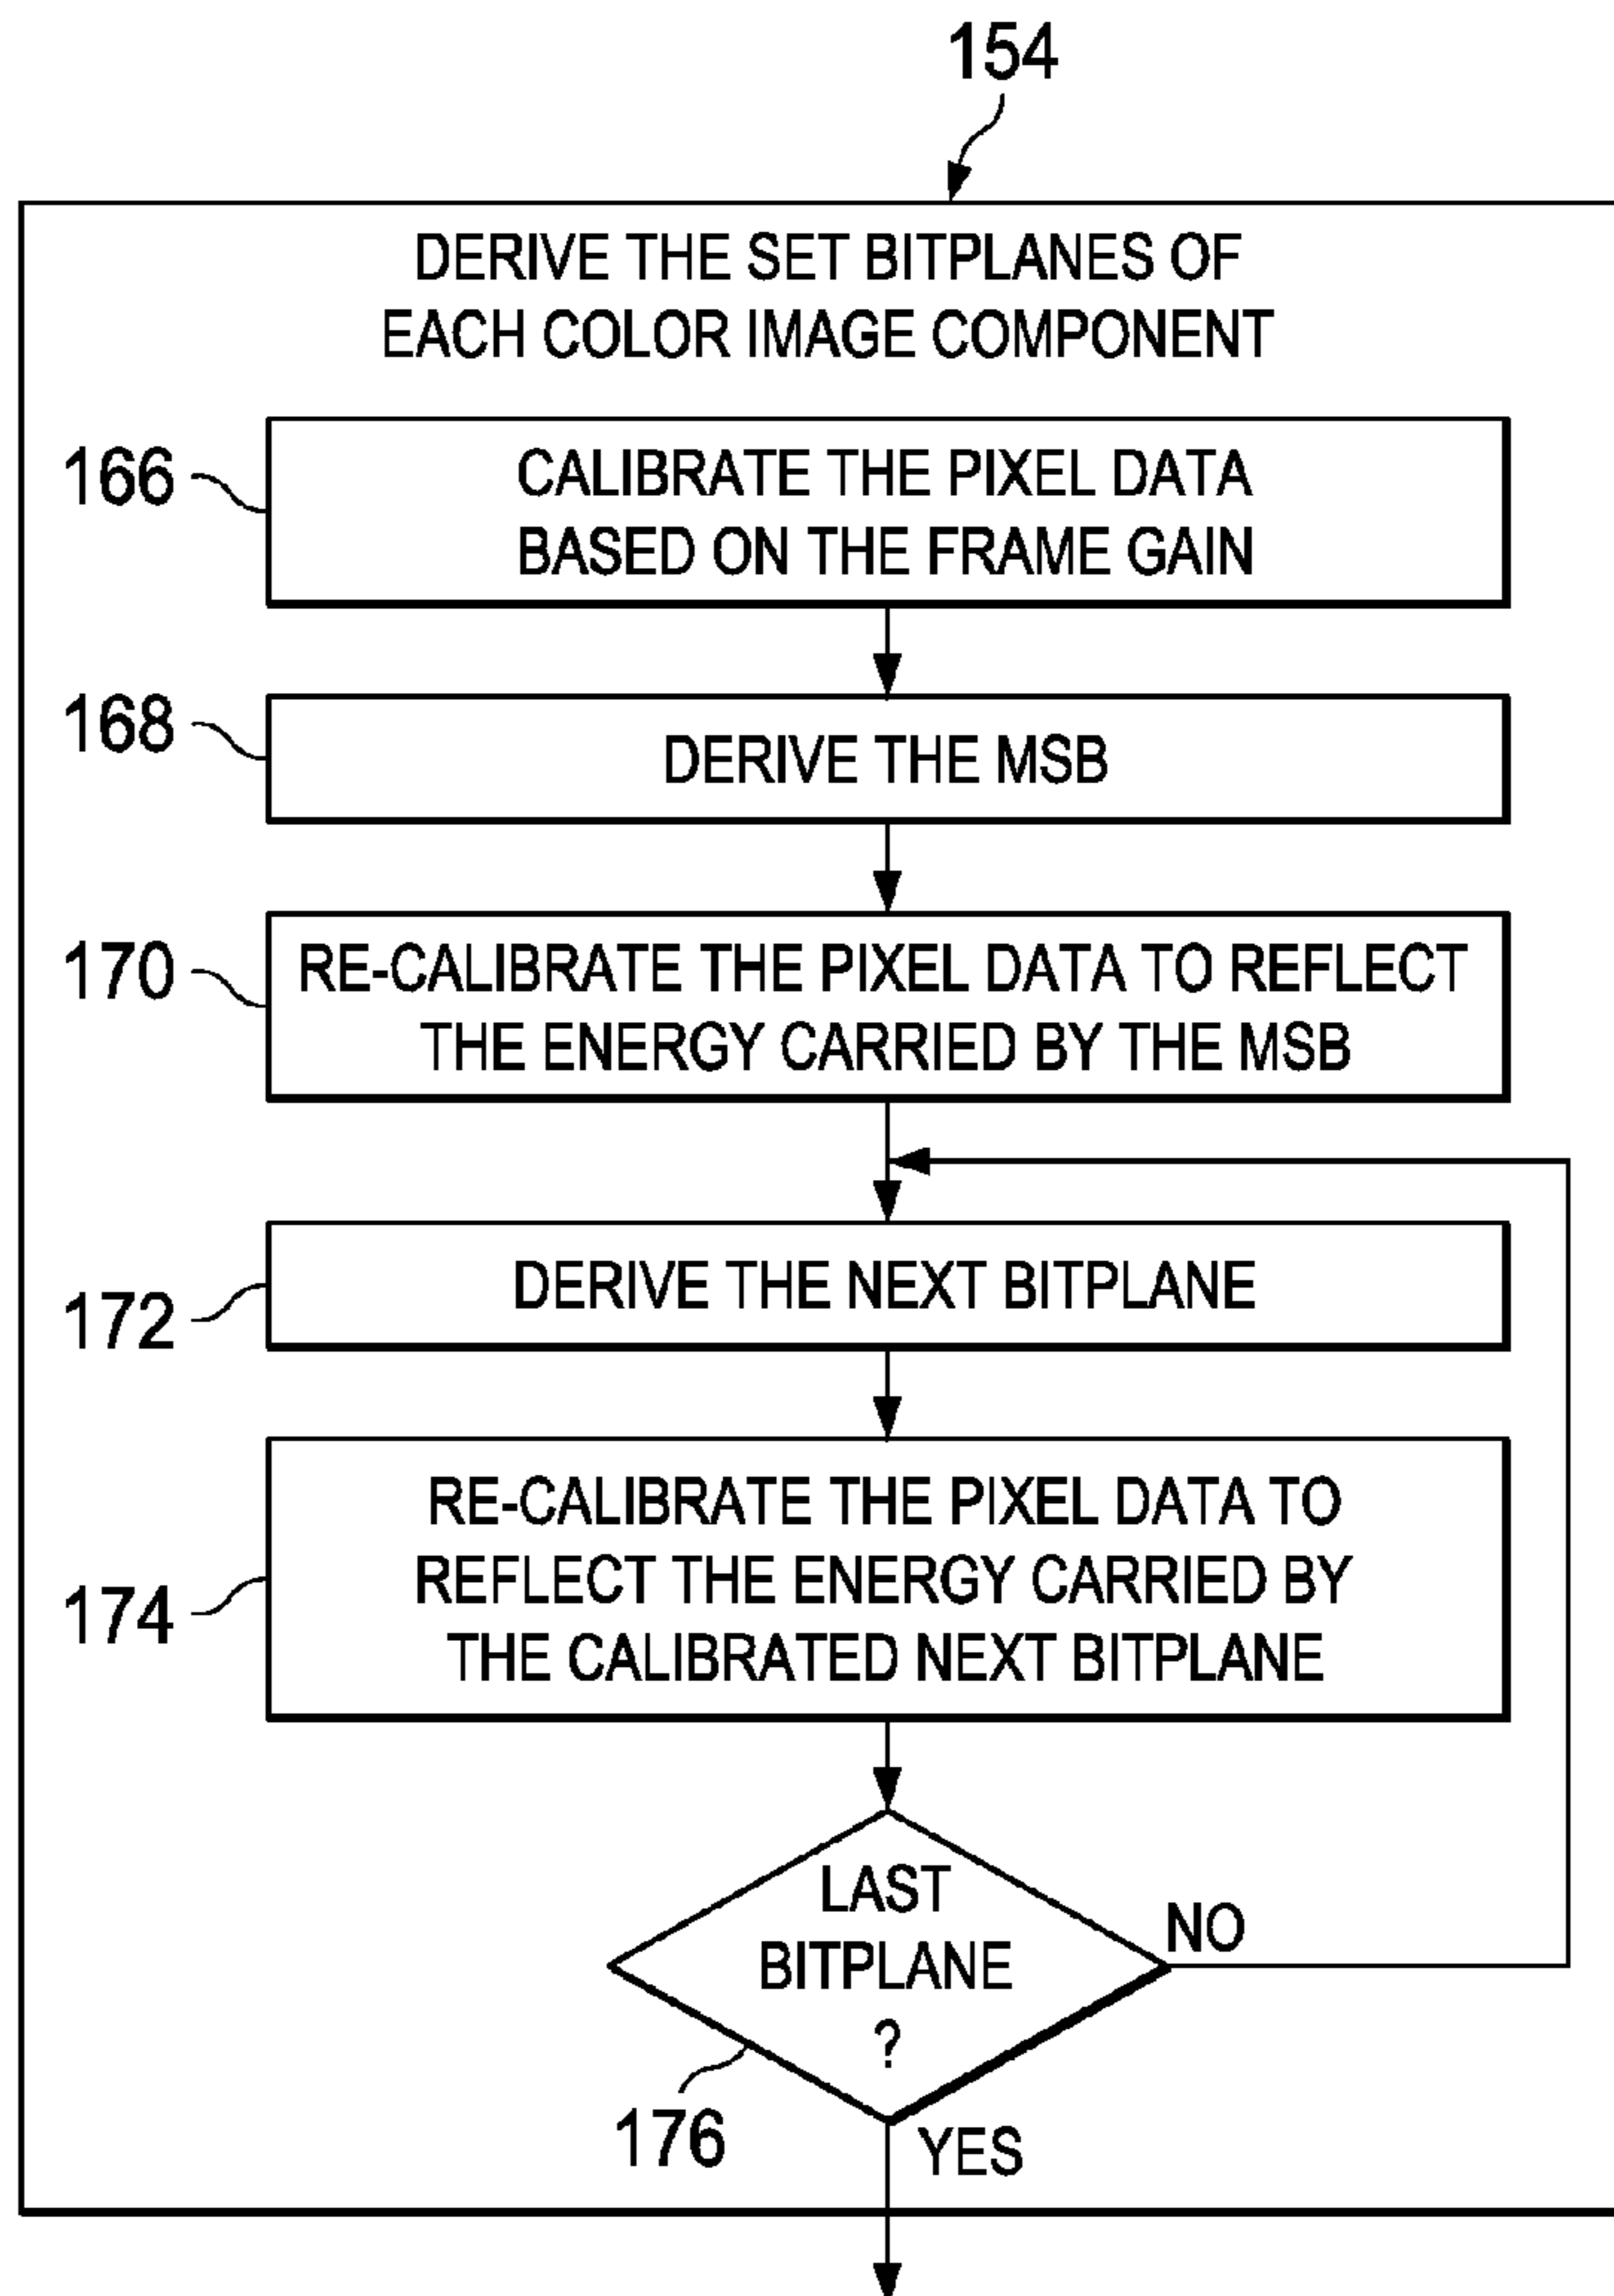 154
DERIVE THE SET BITPLANES OF
EACH COLOR IMAGE COMPONENT
166
CALIBRATE THE PIXEL DATA
BASED ON THE FRAME GAIN
168
DERIVE THE MSB
170
RE-CALIBRATE THE PIXEL DATA TO REFLECT
THE ENERGY CARRIED BY THE MSB
172
DERIVE THE NEXT BITPLANE
174
RE-CALIBRATE THE PIXEL DATA TO
REFLECT THE ENERGY CARRIED BY
THE CALIBRATED NEXT BITPLANE
LAST
BITPLANE
?
NO
176
YES